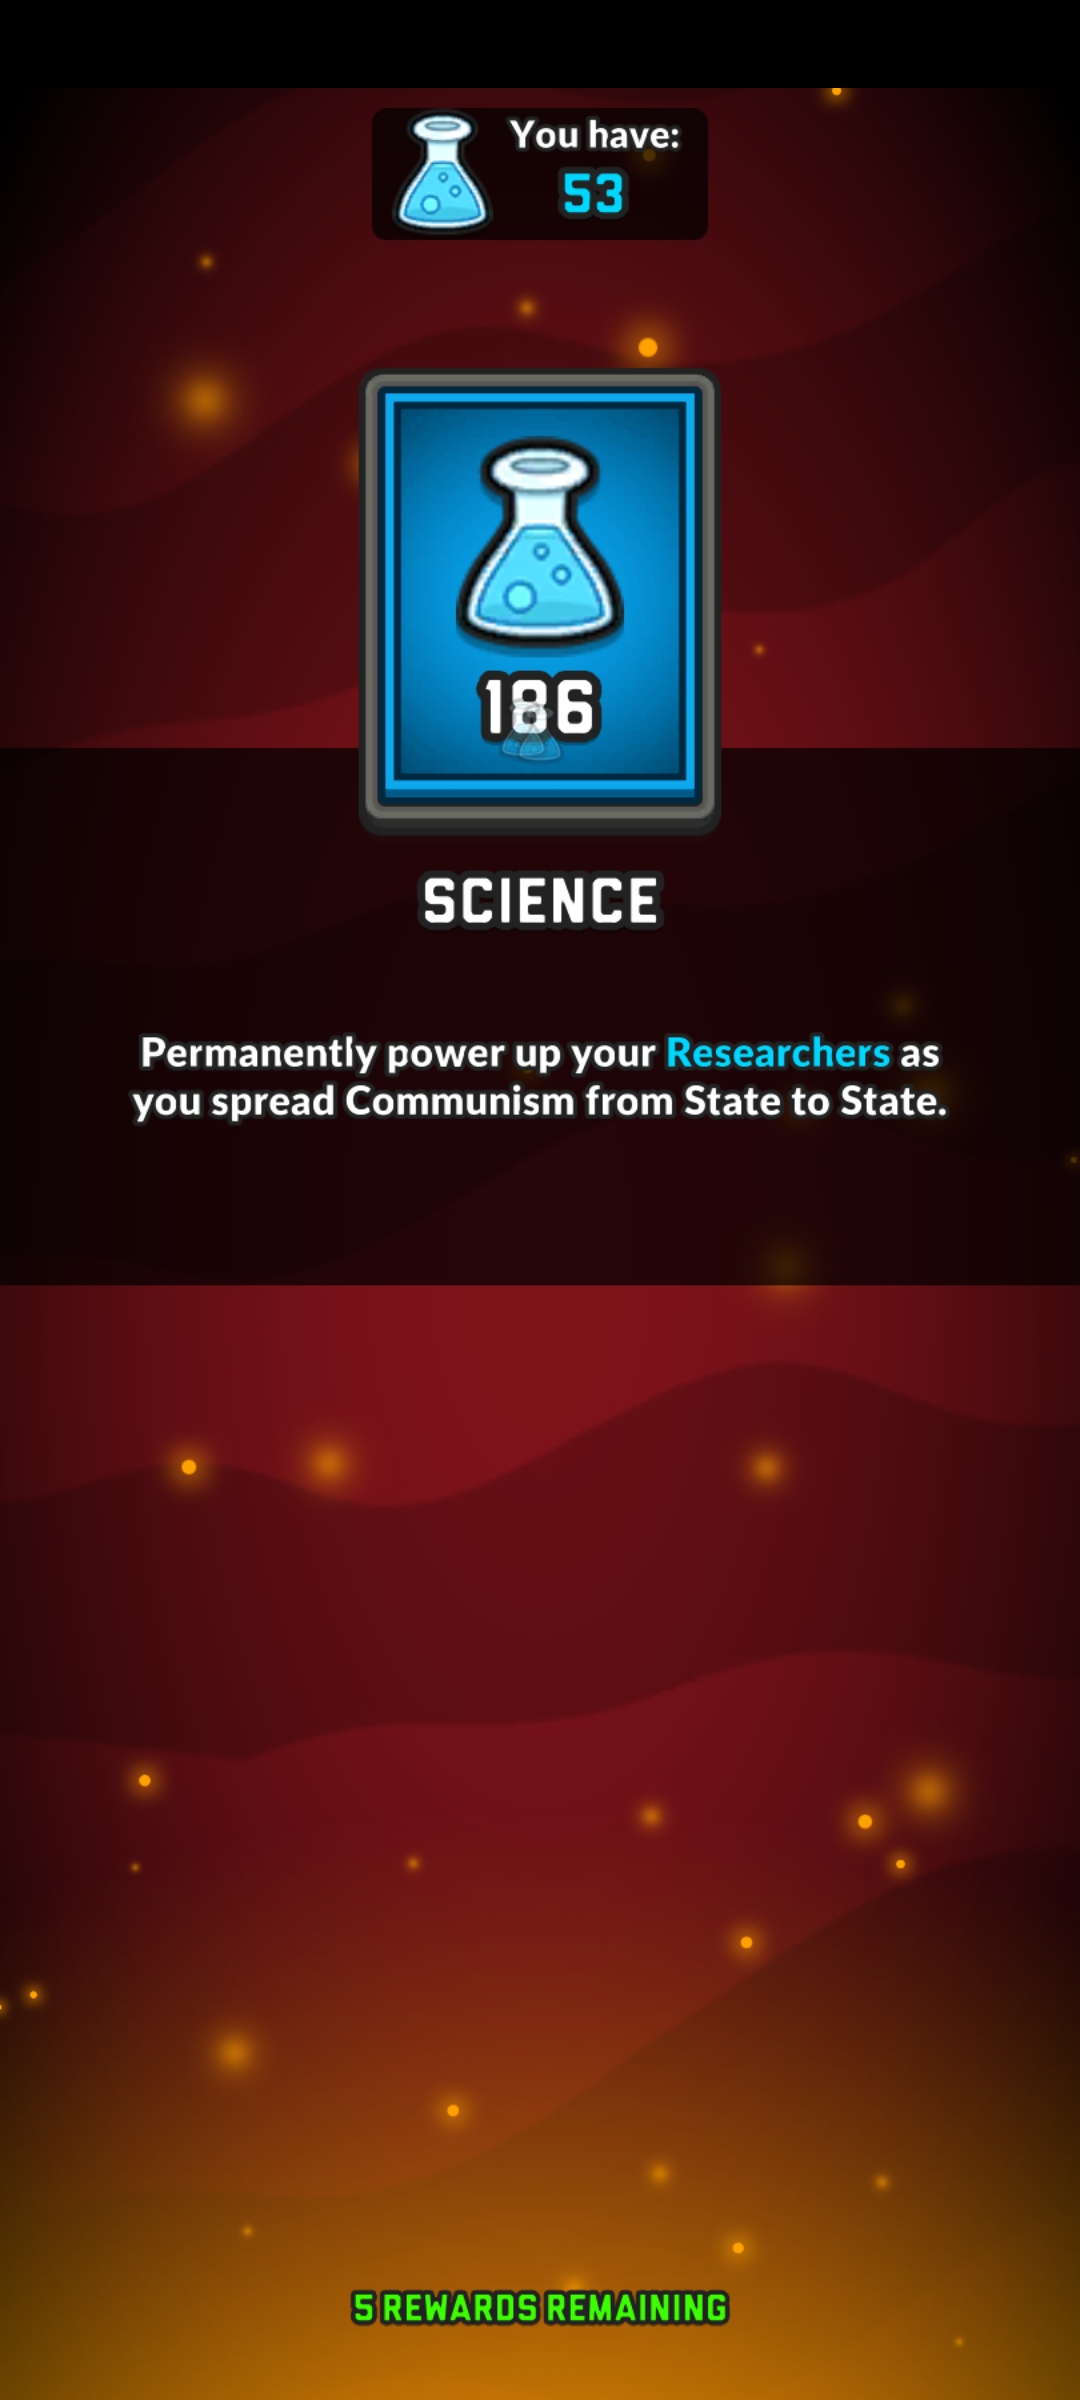 You have:
53
186
SCIENCE
Permanently power up your Researchers as
you spread Communism from State to State.
5 REWARDS REMAINING